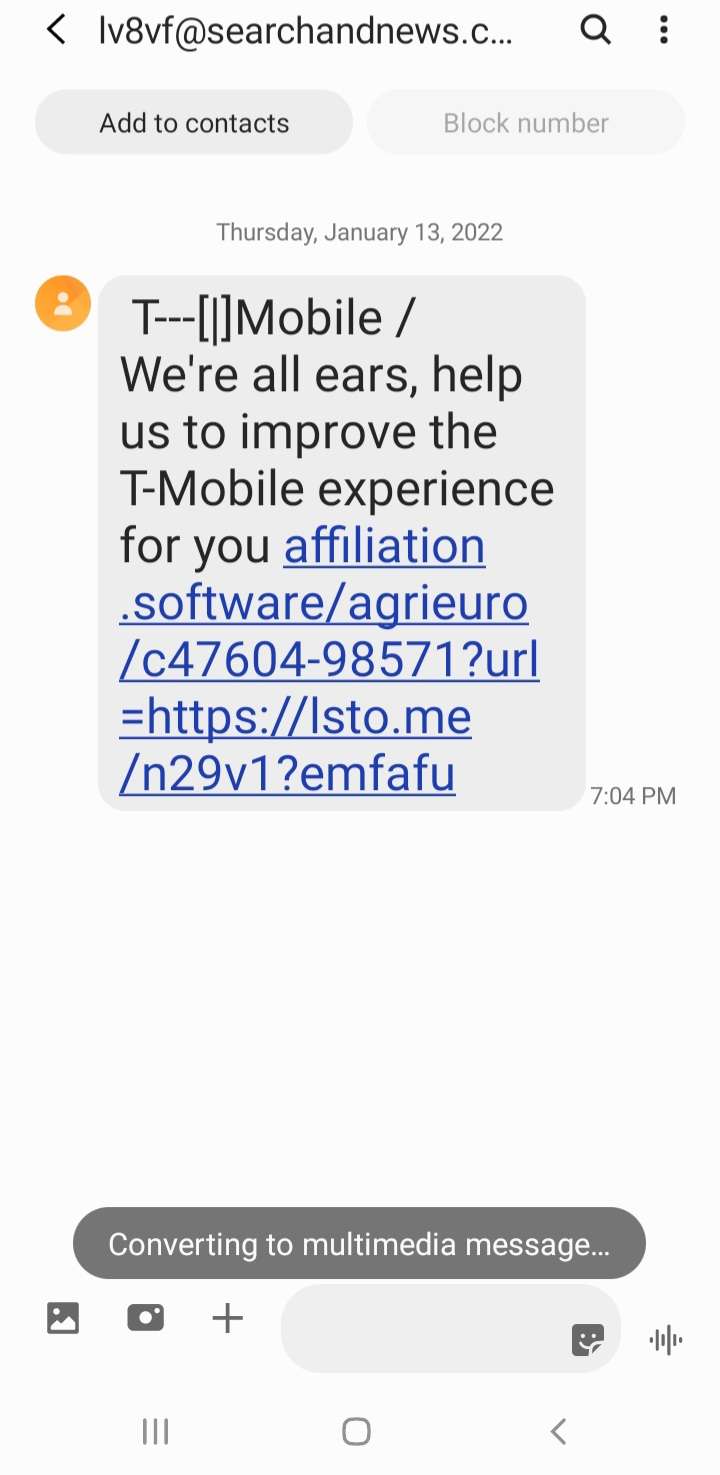 lv8vf@searchandnews.c...
Add to contacts
Block number
Thursday, January 13, 2022
T---[|]Mobile /
We're all ears, help
us to improve the
T-Mobile experience
for you affiliation
.software/agrieuro
/c47604-98571?url
=https://lsto.me
/n29v1?emfafu
7:04 PM
Converting to multimedia message...